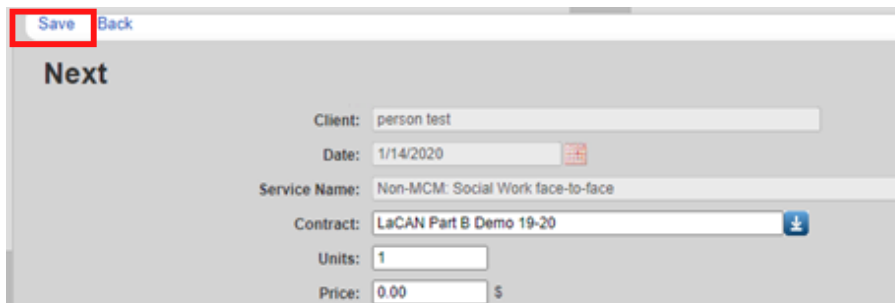 Save Back
Next
Client: person test
Date: 1/14/2020
Service Name: Non-MCM: Social Work face-to-face
Contract: LaCAN Part B Demo 19-20
Units: 1
Price: 0.00 $